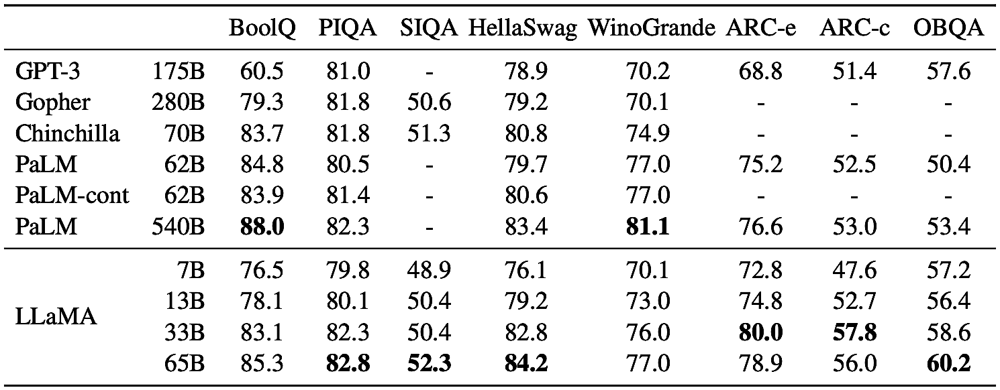 BoolQ PIQA SIQA HellaSwag WinoGrande ARC-e ARC-c OBQA
GPT-3 175B 60.5 81.0 - 78.9 70.2 68.8 51.4 57.6
Gopher 280B 79.3 81.8 50.6 79.2 70.1 - - -
Chinchilla 70B 83.7 81.8 51.3 80.8 74.9 - - -
PaLM 62B 84.8 80.5 - 79.7 77.0 75.2 52.5 50.4
PaLM-cont 62B 83.9 81.4 - 80.6 77.0 - - -
PaLM 540B 88.0 82.3 - 83.4 81.1 76.6 53.0 53.4
LLaMA
7B 76.5 79.8 48.9 76.1 70.1 72.8 47.6 57.2
13B 78.1 80.1 50.4 79.2 73.0 74.8 52.7 56.4
33B 83.1 82.3 50.4 82.8 76.0 80.0 57.8 58.6
65B 85.3 82.8 52.3 84.2 77.0 78.9 56.0 60.2